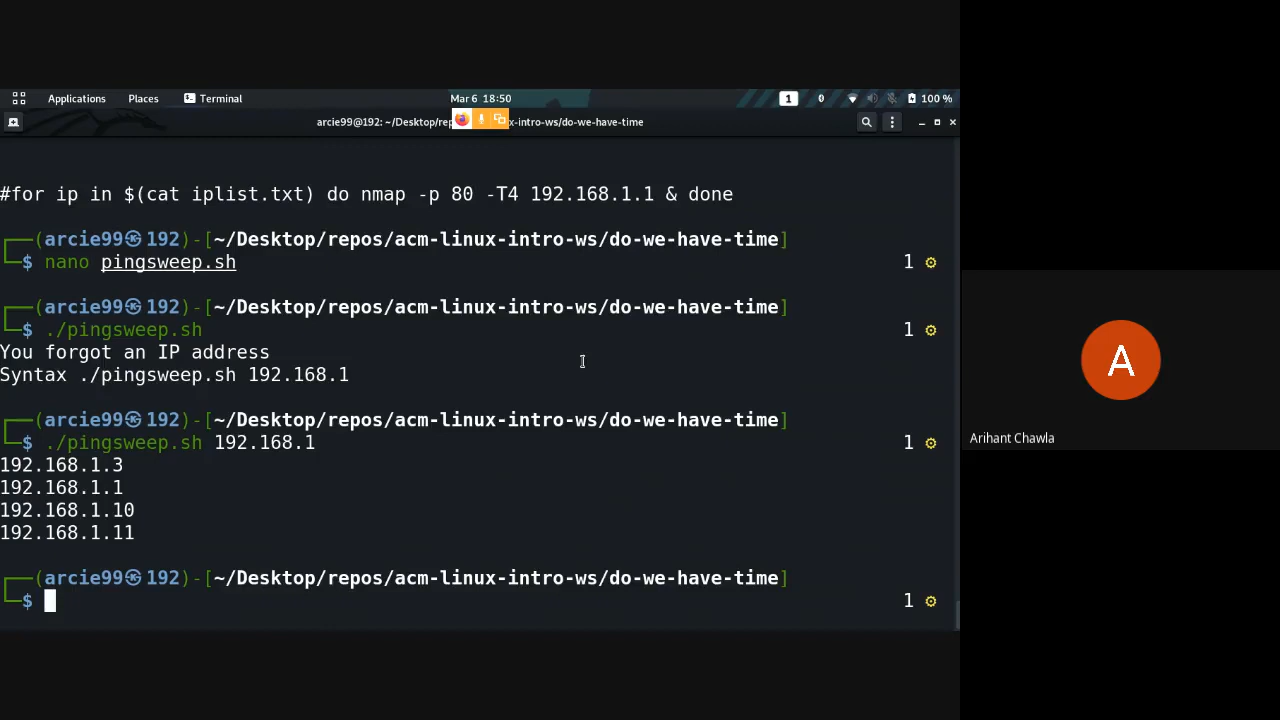 Applications Places Terminal Mar 6 18:50 1 100 %
arcie99@192: ~/Desktop/rep x-intro-ws/do-we-have-time
#for ip in $(cat iplist.txt) do nmap -p 80 -T4 192.168.1.1 & done
┌──(arcie99㉿192)-[~/Desktop/repos/acm-linux-intro-ws/do-we-have-time]
└─$ nano pingsweep.sh 1 ⚙
┌──(arcie99㉿192)-[~/Desktop/repos/acm-linux-intro-ws/do-we-have-time]
└─$ ./pingsweep.sh 1 ⚙
You forgot an IP address
Syntax ./pingsweep.sh 192.168.1
┌──(arcie99㉿192)-[~/Desktop/repos/acm-linux-intro-ws/do-we-have-time]
└─$ ./pingsweep.sh 192.168.1 1 ⚙
192.168.1.3
192.168.1.1
192.168.1.10
192.168.1.11
┌──(arcie99㉿192)-[~/Desktop/repos/acm-linux-intro-ws/do-we-have-time]
└─$ 1 ⚙
A
Arihant Chawla